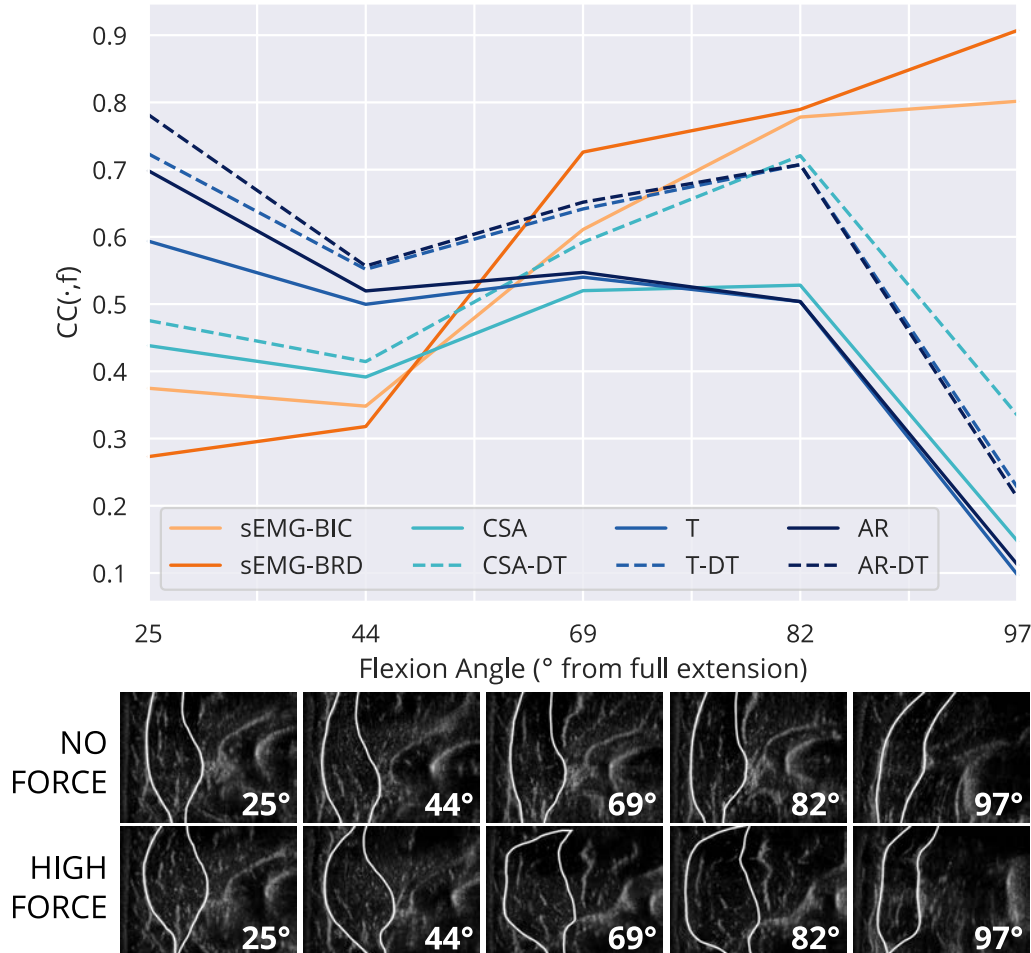 0.9
0.8
0.7
0.6
0.5
0.4
0.3
0.2
0.1
CC(·,f)
sEMG-BIC CSA T AR
sEMG-BRD CSA-DT T-DT AR-DT
25 44 69 82 97
Flexion Angle (° from full extension)
NO
FORCE
25° 44° 69° 82° 97°
HIGH
FORCE
25° 44° 69° 82° 97°